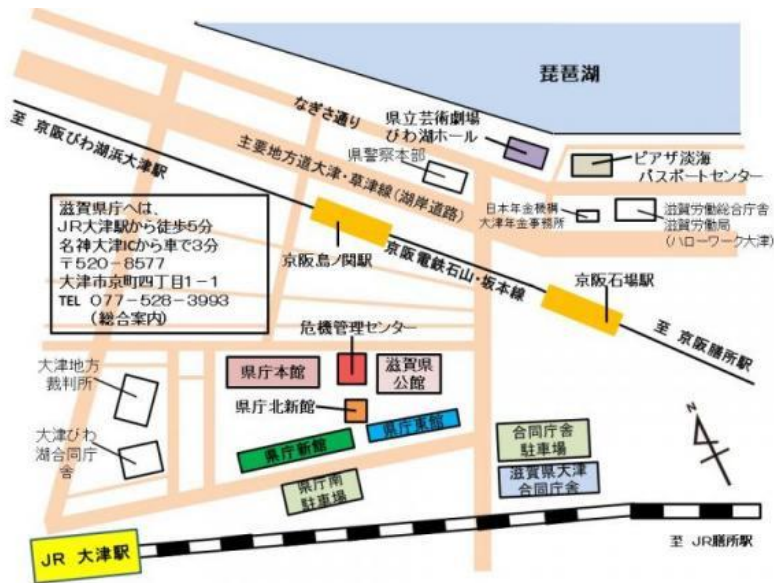 琵琶湖
なぎさ通り
県立芸術劇場
びわ湖ホール
至 京阪びわ湖浜大津駅
主要地方道大津・草津線(湖岸道路)
県警察本部
ピアザ淡海
パスポートセンター
滋賀県庁へは、
JR大津駅から徒歩5分
名神大津ICから車で3分
〒520-8577
大津市京町四丁目1-1
TEL 077-528-3993
(総合案内)
日本年金機構
大津年金事務所
滋賀労働総合庁舎
滋賀労働局
(ハローワーク大津)
京阪島ノ関駅
京阪電鉄石山・坂本線
京阪石場駅
至 京阪膳所駅
危機管理センター
大津地方
裁判所
県庁本館
滋賀県
公館
県庁北新館
大津びわ
湖合同庁
舎
県庁新館
県庁東館
合同庁舎
駐車場
N
県庁南
駐車場
滋賀県大津
合同庁舎
JR 大津駅
至 JR膳所駅